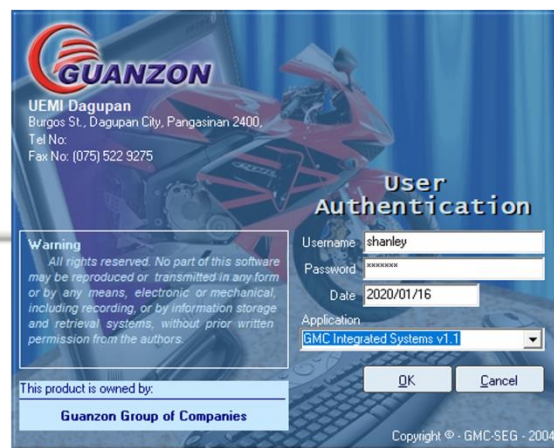 GUANZON
UEMI Dagupan
Burgos St., Dagupan City, Pangasinan 2400,
Tel No:
Fax No: (075) 522 9275
User
Authentication
Warning
All rights reserved. No part of this software
may be reproduced or transmitted in any form
or by any means, electronic or mechanical,
including recording, or by information storage
and retrieval systems, without prior written
permission from the authors.
Username shanley
Password *******
Date 2020/01/16
Application
GMC Integrated Systems v1.1
OK Cancel
This product is owned by:
Guanzon Group of Companies
Copyright © - GMC-SEG - 2004